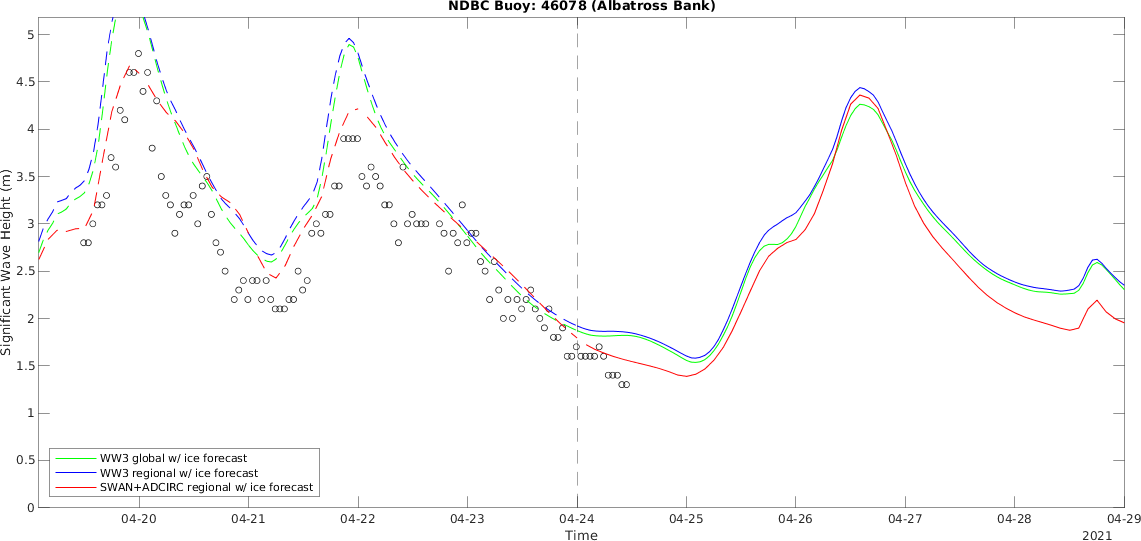 NDBC Buoy: 46078 (Albatross Bank)
Significant Wave Height (m)
5
4.5
4
3.5
3
2.5
2
1.5
1
0.5
0
WW3 global w/ ice forecast
WW3 regional w/ ice forecast
SWAN+ADCIRC regional w/ ice forecast
04-20 04-21 04-22 04-23 04-24 04-25 04-26 04-27 04-28 04-29
Time
2021